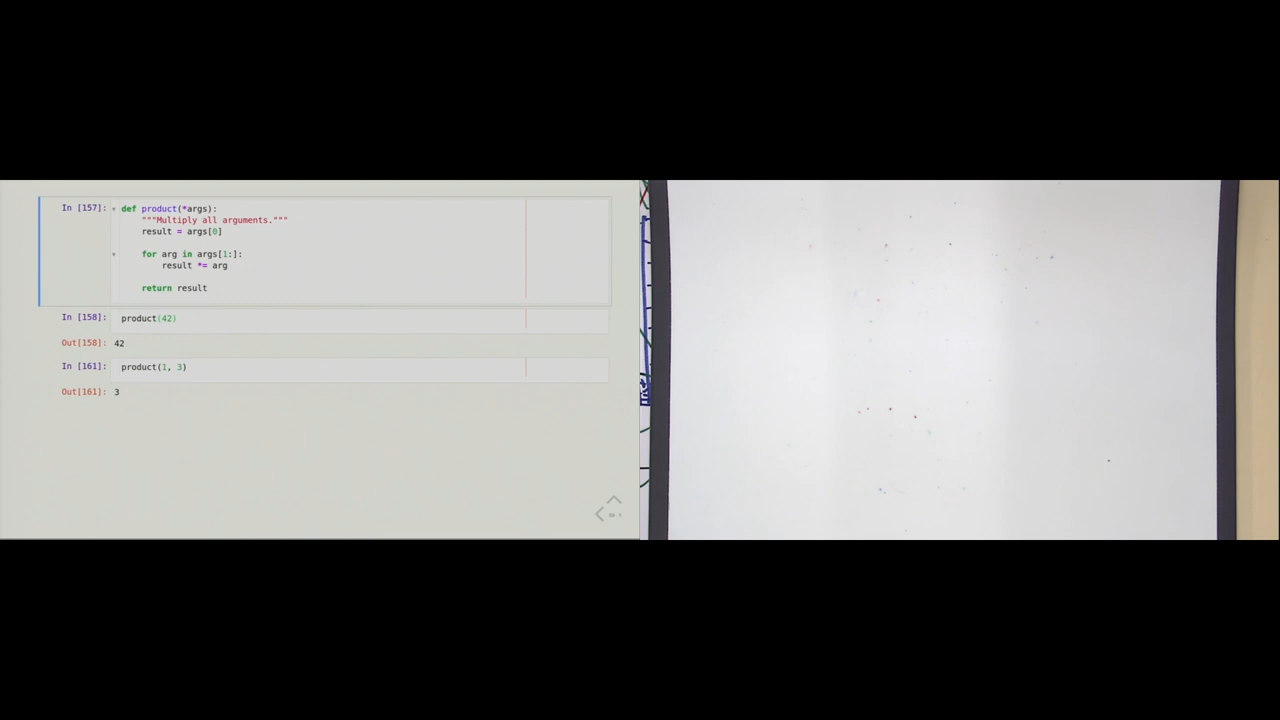 In [157]:
def product(*args):
"""Multiply all arguments."""
result = args[0]
for arg in args[1:]:
result *= arg
return result
In [158]:
product(42)
Out[158]:
42
In [161]:
product(1, 3)
Out[161]:
3